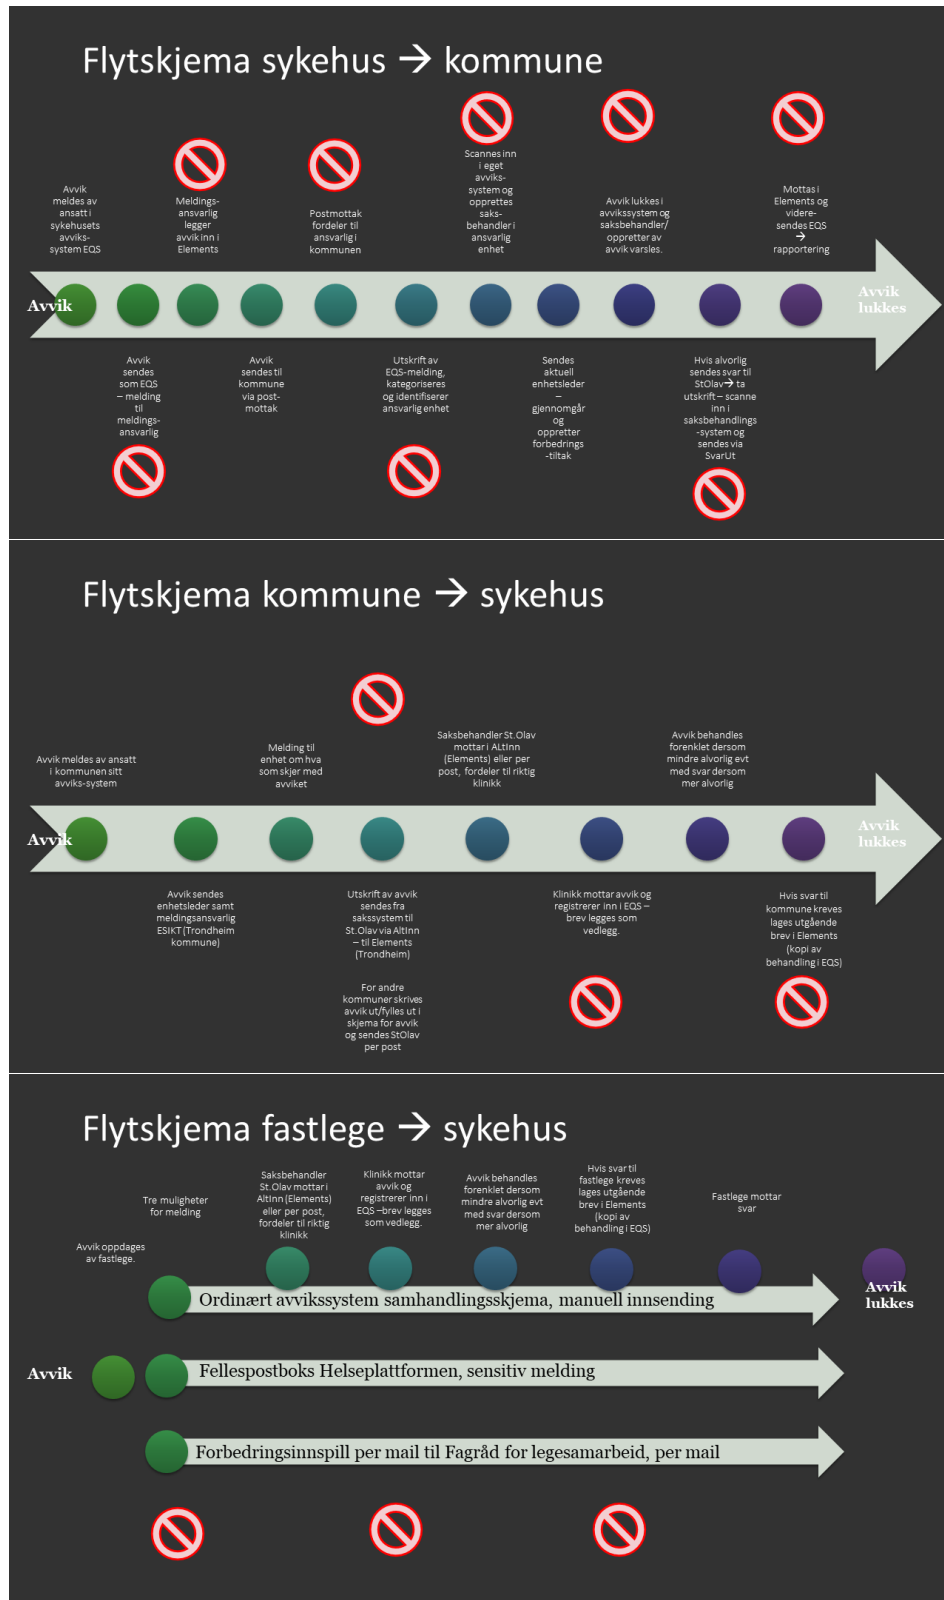 Flytskjema sykehus → kommune
Avvik
meldes av
ansatt i
sykehusets
avviks-
system EQS
Meldings-
ansvarlig
legger
avvik inn i
Elements
Postmottak
fordeler til
ansvarlig i
kommunen
Scannes inn
i eget
avviks-
system og
opprettes
saks-
behandler i
ansvarlig
enhet
Avvik lukkes i
avvikssystem og
saksbehandler/
oppretter av
avvik varsles.
Mottas i
Elements og
videre-
sendes EQS
→
rapportering
Avvik
Avvik
lukkes
Avvik
sendes
som EQS
– melding
til
meldings-
ansvarlig
Avvik
sendes til
kommune
via post-
mottak
Utskrift av
EQS-melding,
kategoriseres
og identifiserer
ansvarlig enhet
Sendes
aktuell
enhetsleder
–
gjennomgår
og
oppretter
forbedrings
-tiltak
Hvis alvorlig
sendes svar til
StOlav→ ta
utskrift – scanne
inn i
saksbehandlings
-system og
sendes via
SvarUt
Flytskjema kommune → sykehus
Avvik meldes av ansatt
i kommunen sitt
avviks-system
Melding til
enhet om hva
som skjer med
avviket
Saksbehandler St.Olav
mottar i ALtInn
(Elements) eller per
post, fordeler til riktig
klinikk
Avvik behandles
forenklet dersom
mindre alvorlig evt
med svar dersom
mer alvorlig
Avvik
Avvik
lukkes
Avvik sendes
enhetsleder samt
meldingsansvarlig
ESIKT (Trondheim
kommune)
Utskrift av avvik
sendes fra
sakssystem til
St.Olav via AltInn
– til Elements
(Trondheim)
For andre
kommuner skrives
avvik ut/fylles ut i
skjema for avvik
og sendes StOlav
per post
Klinikk mottar avvik og
registrerer inn i EQS –
brev legges som
vedlegg.
Hvis svar til
kommune kreves
lages utgående
brev i Elements
(kopi av
behandling i EQS)
Flytskjema fastlege → sykehus
Avvik oppdages
av fastlege.
Tre muligheter
for melding
Saksbehandler
St.Olav mottar i
AltInn (Elements)
eller per post,
fordeler til riktig
klinikk
Klinikk mottar
avvik og
registrerer inn i
EQS –brev legges
som vedlegg.
Avvik behandles
forenklet dersom
mindre alvorlig evt
med svar dersom
mer alvorlig
Hvis svar til
fastlege kreves
lages utgående
brev i Elements
(kopi av
behandling i EQS)
Fastlege mottar
svar
Ordinært avvikssystem samhandlingsskjema, manuell innsending
Avvik
lukkes
Avvik
Fellespostboks Helseplattformen, sensitiv melding
Forbedringsinnspill per mail til Fagråd for legesamarbeid, per mail